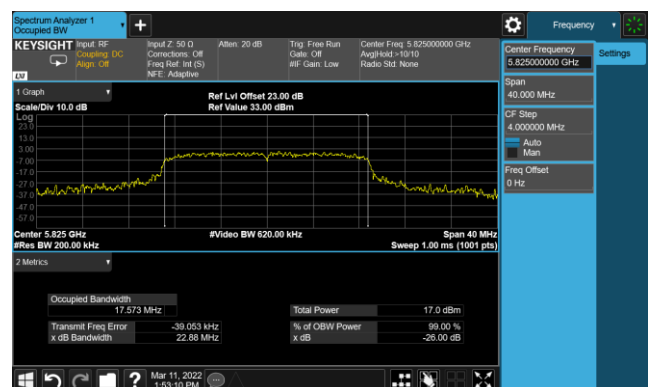 Spectrum Analyzer 1
Occupied BW
Frequency
KEYSIGHT
Input: RF
Coupling: DC
Align: Off
Input Z: 50 Ω
Corrections: Off
Freq Ref: Int (S)
NFE: Adaptive
Atten: 20 dB
Trig: Free Run
Gate: Off
#IF Gain: Low
Center Freq: 5.825000000 GHz
Avg|Hold:>10/10
Radio Std: None
LXI
Center Frequency
5.825000000 GHz
Settings
Span
40.000 MHz
CF Step
4.000000 MHz
Auto
Man
Freq Offset
0 Hz
1 Graph
Scale/Div 10.0 dB
Ref Lvl Offset 23.00 dB
Ref Value 33.00 dBm
Log
23.0
13.0
3.00
-7.00
-17.0
-27.0
-37.0
-47.0
-57.0
Center 5.825 GHz
#Video BW 620.00 kHz
Span 40 MHz
#Res BW 200.00 kHz
Sweep 1.00 ms (1001 pts)
2 Metrics
Occupied Bandwidth
17.573 MHz
Total Power
17.0 dBm
Transmit Freq Error
-39.053 kHz
% of OBW Power
99.00 %
x dB Bandwidth
22.88 MHz
x dB
-26.00 dB
Mar 11, 2022
1:53:10 PM